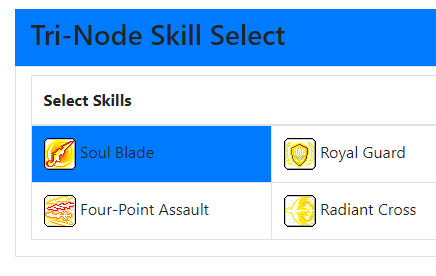 Tri-Node Skill Select
Select Skills
Soul Blade
Royal Guard
Four-Point Assault
Radiant Cross